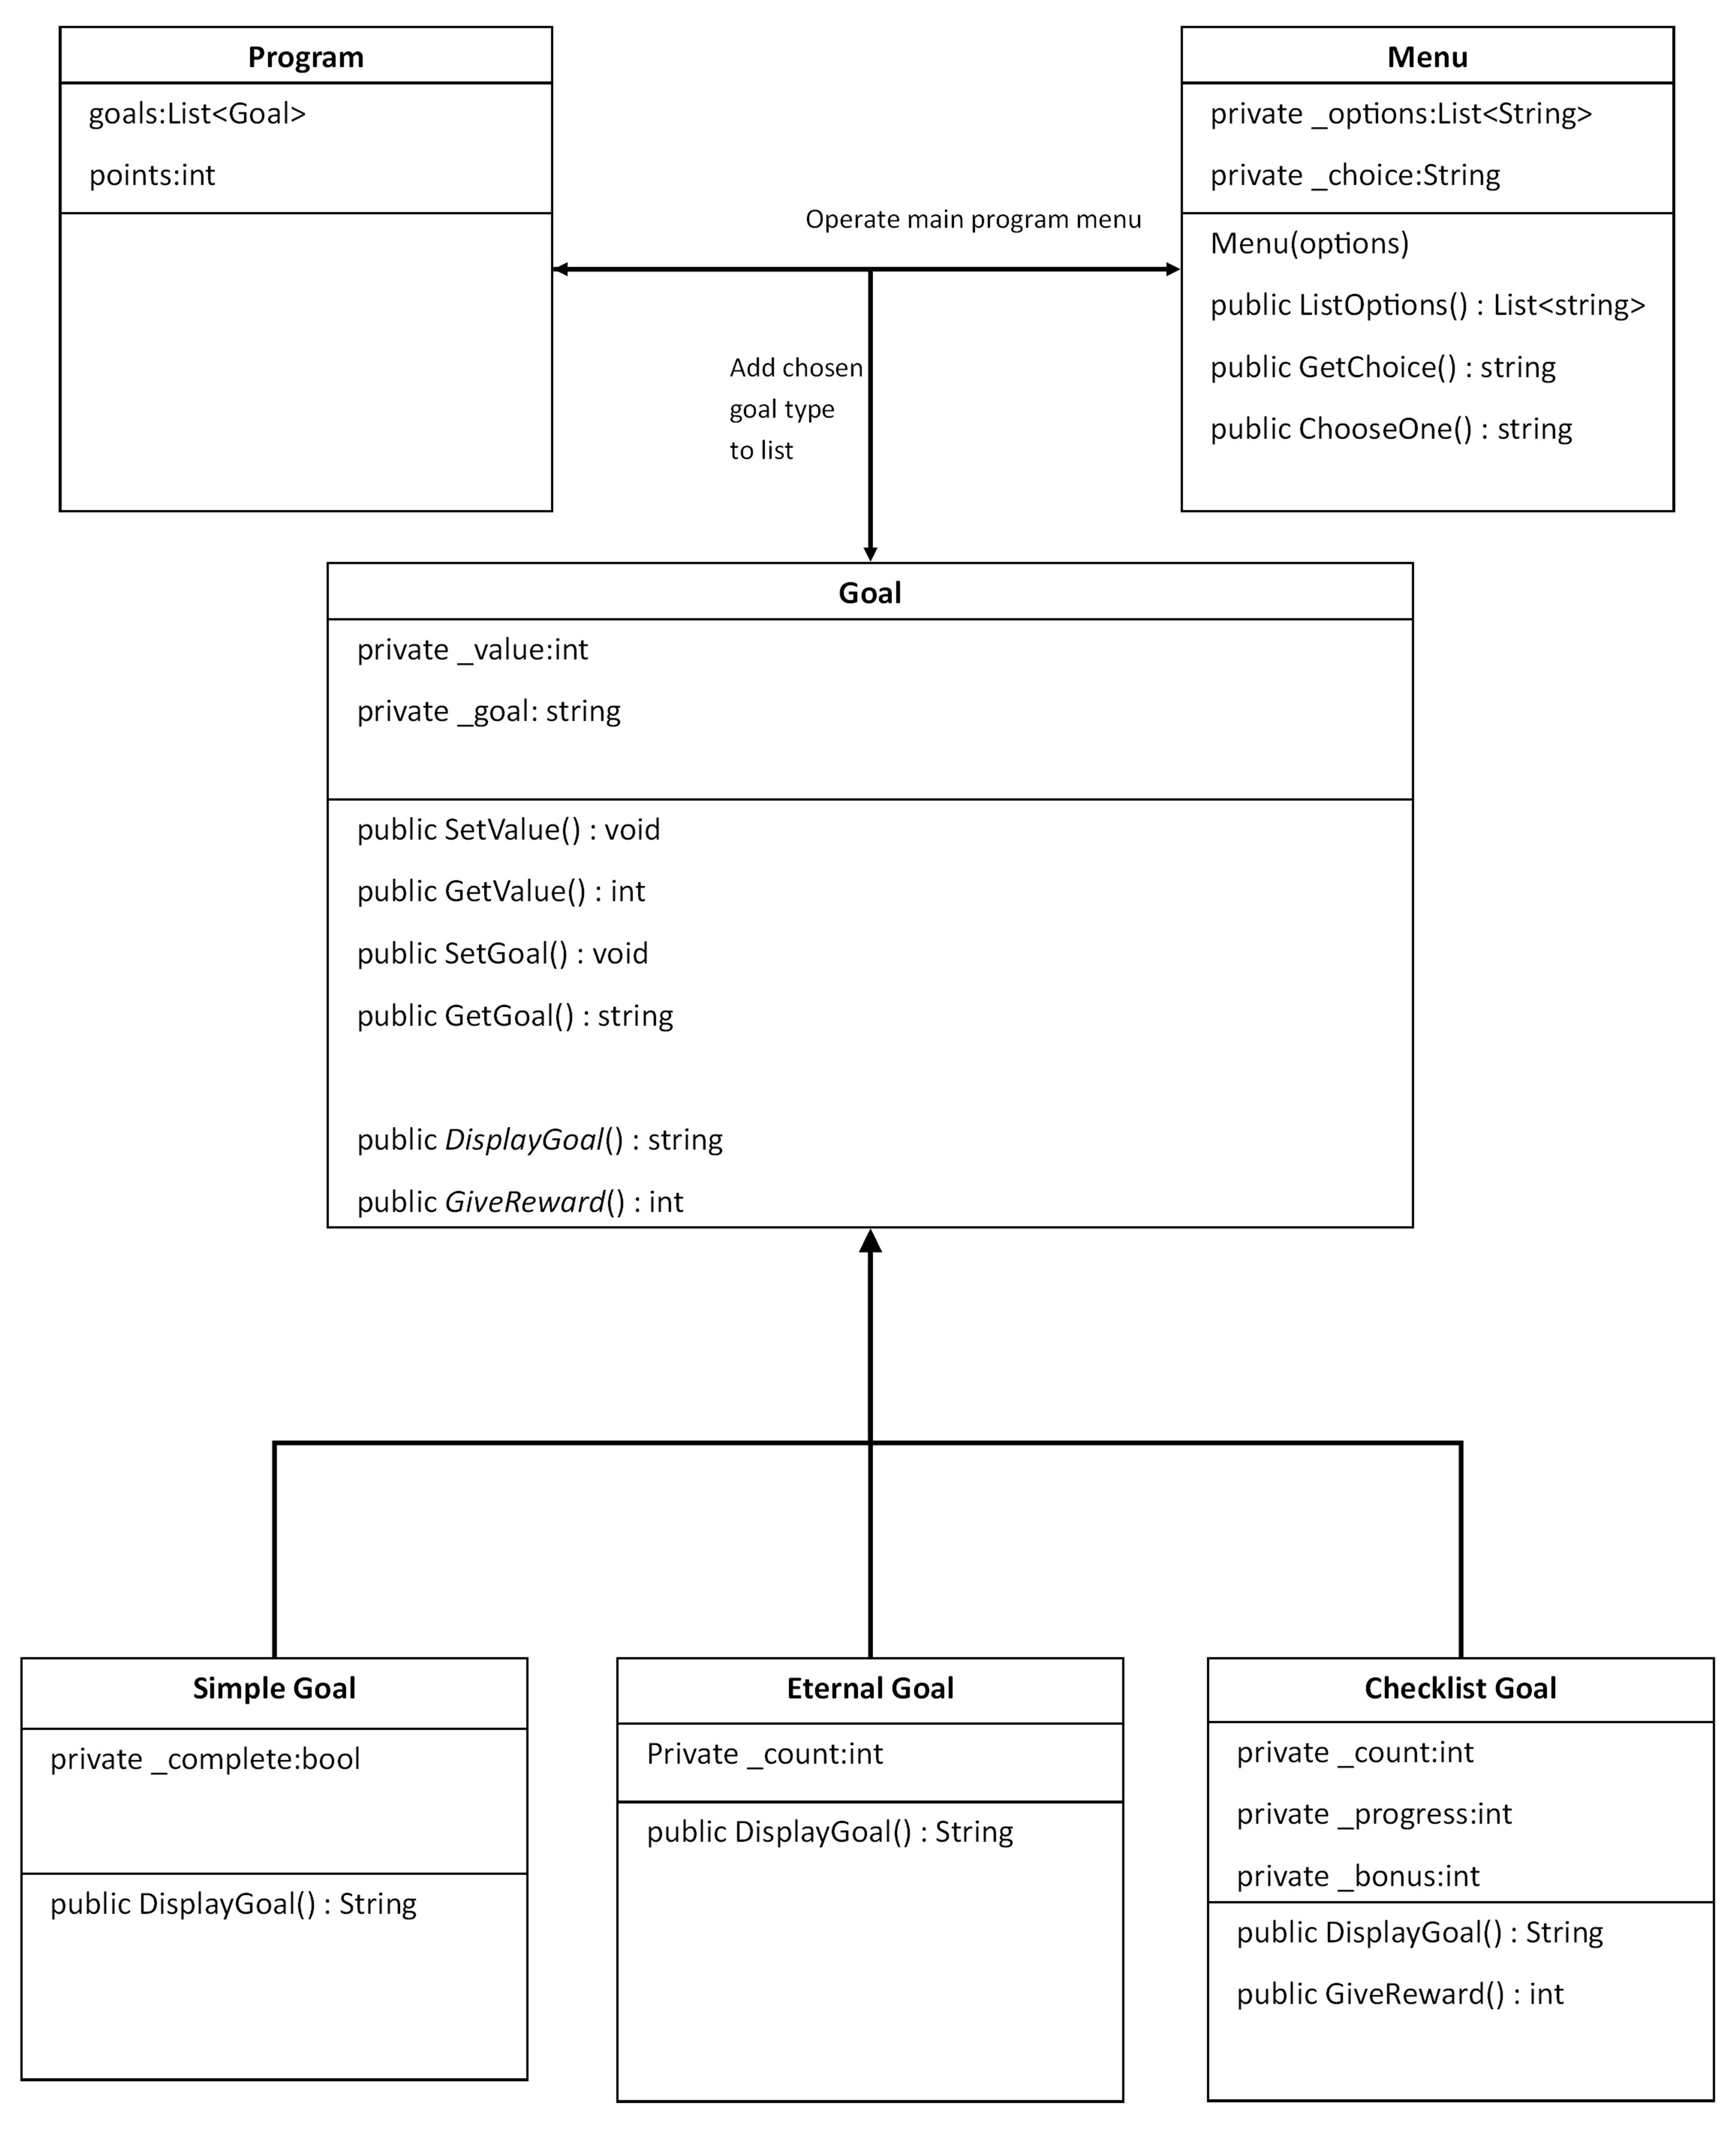 Program
goals:List<Goal>
points:int
Menu
private _options:List<String>
private _choice:String
Menu(options)
public ListOptions() : List<string>
public GetChoice() : string
public ChooseOne() : string
Operate main program menu
Add chosen
goal type
to list
Goal
private _value:int
private _goal: string
public SetValue() : void
public GetValue() : int
public SetGoal() : void
public GetGoal() : string
public DisplayGoal() : string
public GiveReward() : int
Simple Goal
private _complete:bool
public DisplayGoal() : String
Eternal Goal
Private _count:int
public DisplayGoal() : String
Checklist Goal
private _count:int
private _progress:int
private _bonus:int
public DisplayGoal() : String
public GiveReward() : int